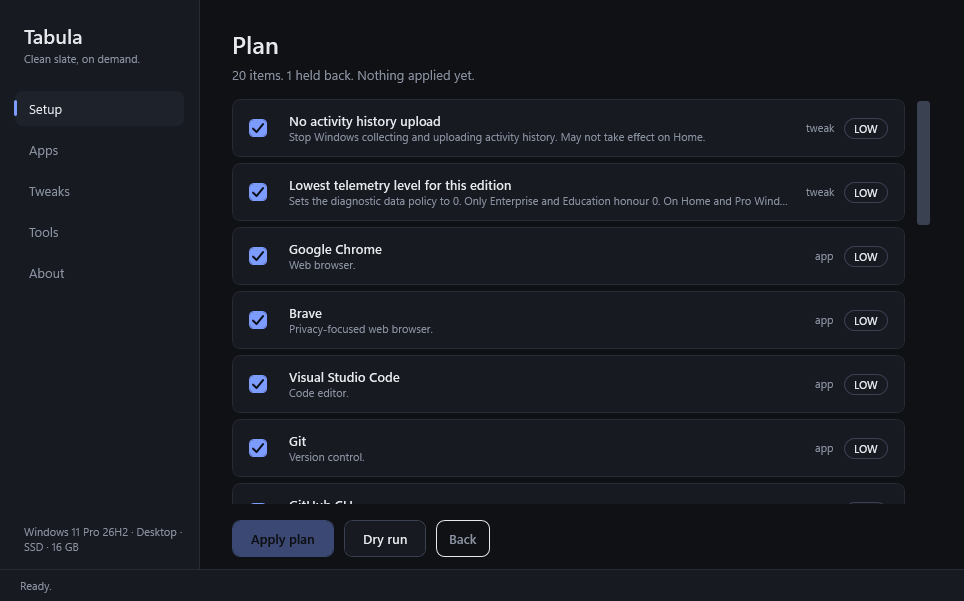 Tabula
Clean slate, on demand.
Setup
Apps
Tweaks
Tools
About
Windows 11 Pro 26H2 · Desktop ·
SSD · 16 GB
Plan
20 items. 1 held back. Nothing applied yet.
No activity history upload
Stop Windows collecting and uploading activity history. May not take effect on Home.
tweak LOW
Lowest telemetry level for this edition
Sets the diagnostic data policy to 0. Only Enterprise and Education honour 0. On Home and Pro Wind...
tweak LOW
Google Chrome
Web browser.
app LOW
Brave
Privacy-focused web browser.
app LOW
Visual Studio Code
Code editor.
app LOW
Git
Version control.
app LOW
GitHub CLI
Apply plan
Dry run
Back
Ready.